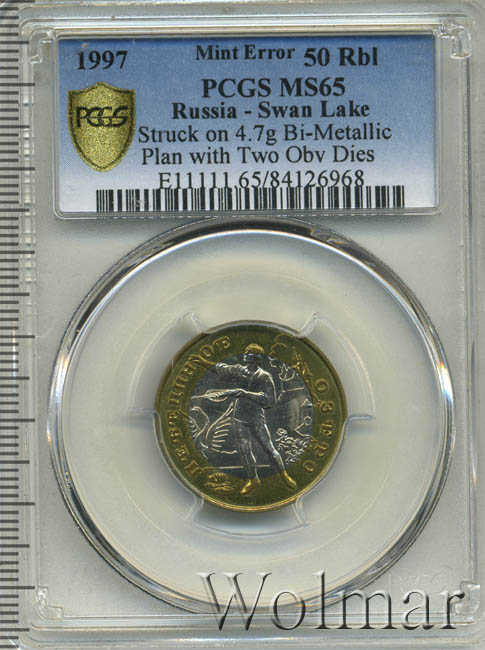 1997 Mint Error 50 Rbl
PCGS MS65
Russia - Swan Lake
Struck on 4.7g Bi-Metallic
Plan with Two Obv Dies
E11111.65/84126968
PCGS
ЛЕБЕДИНОЕ ОЗЕРО
Wolmar